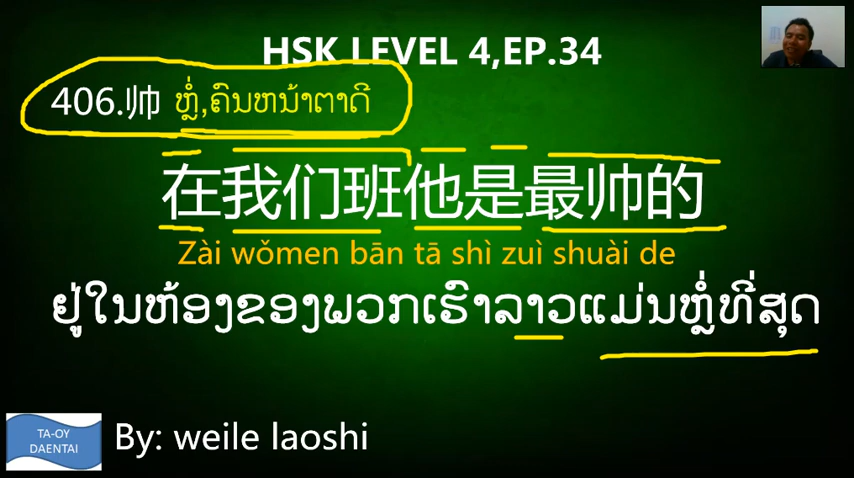 HSK LEVEL 4,EP.34
406.帅 ຫຼໍ່,ຄົນຫນ້າຕາດີ
在我们班他是最帅的
Zài wǒmen bān tā shì zuì shuài de
ຢູ່ໃນຫ້ອງຂອງພວກເຮົາລາວແມ່ນຫຼໍ່ທີ່ສຸດ
TA-OY
DAENTAI
By: weile laoshi